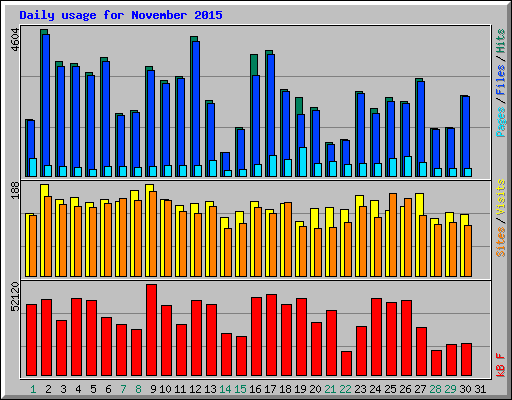 Daily usage for November 2015
4604
Pages / Files / Hits
188
Sites / Visits
52120
kB F
1 2 3 4 5 6 7 8 9 10 11 12 13 14 15 16 17 18 19 20 21 22 23 24 25 26 27 28 29 30 31